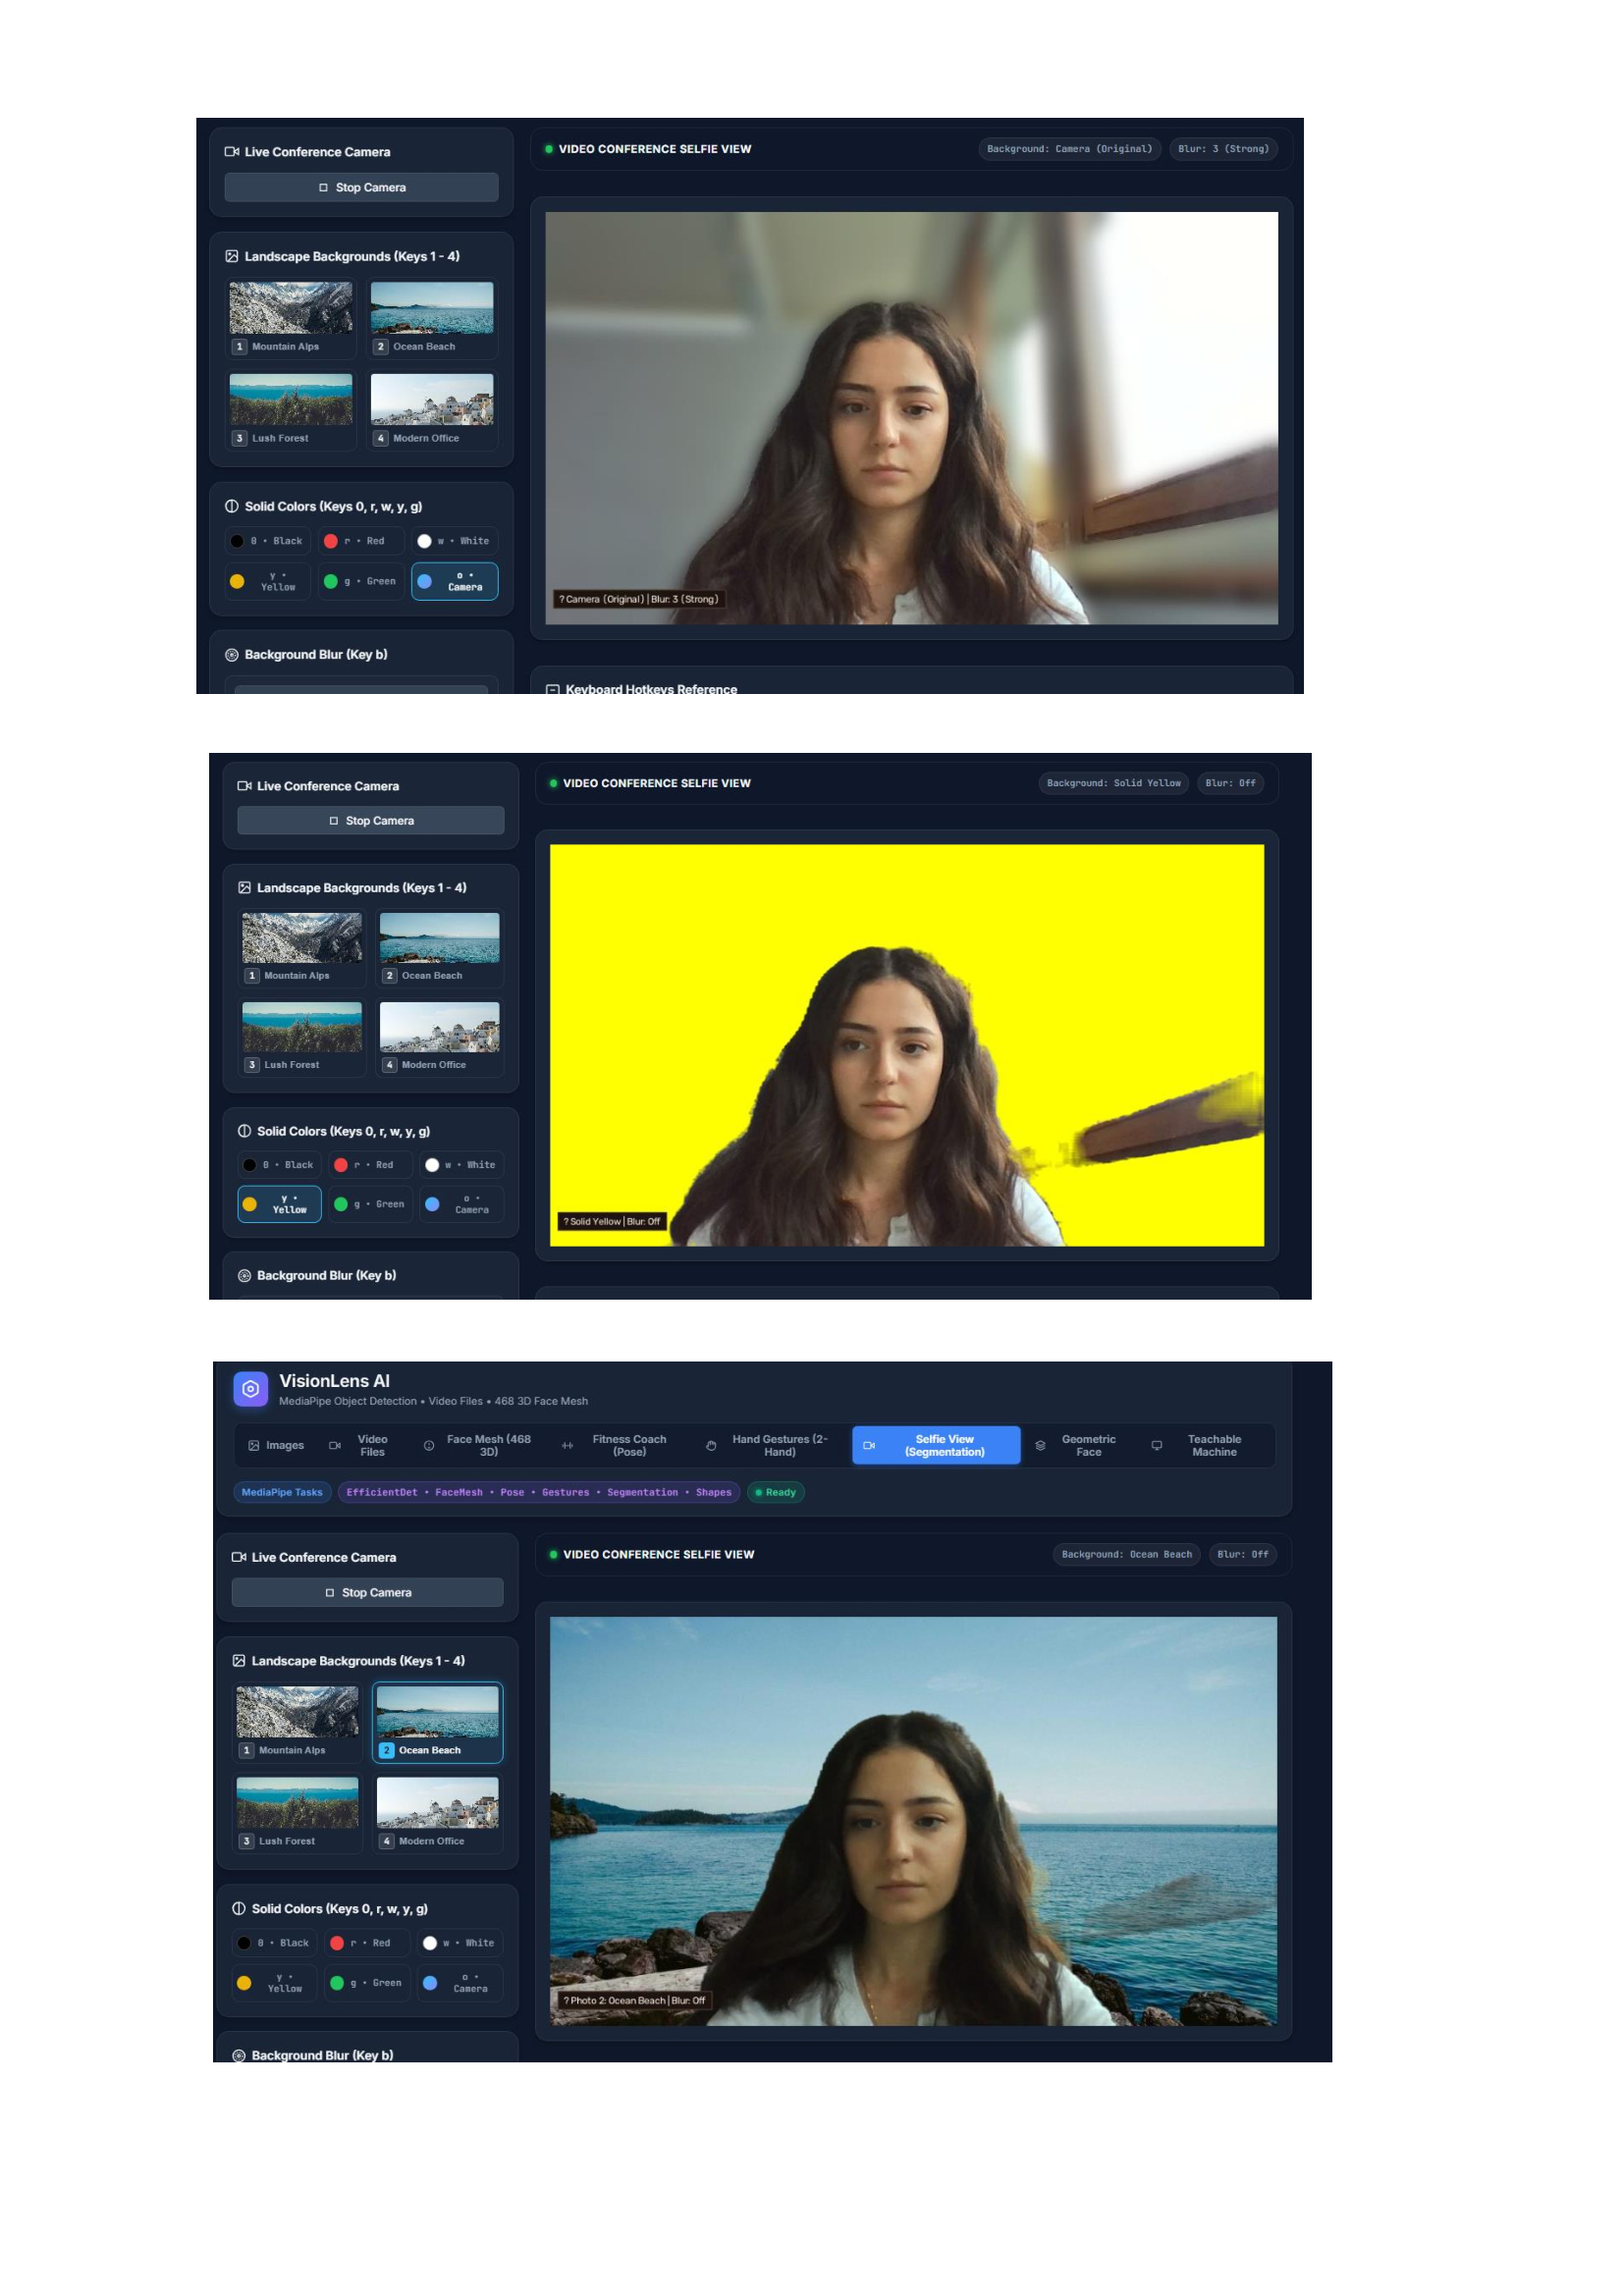 Live Conference Camera
Stop Camera
Landscape Backgrounds (Keys 1 - 4)
1 Mountain Alps
2 Ocean Beach
3 Lush Forest
4 Modern Office
Solid Colors (Keys 0, r, w, y, g)
0 • Black
r • Red
w • White
y •
Yellow
g • Green
o •
Camera
Background Blur (Key b)
VIDEO CONFERENCE SELFIE VIEW
Background: Camera (Original)
Blur: 3 (Strong)
? Camera (Original) | Blur: 3 (Strong)
Keyboard Hotkeys Reference
Live Conference Camera
Stop Camera
Landscape Backgrounds (Keys 1 - 4)
1 Mountain Alps
2 Ocean Beach
3 Lush Forest
4 Modern Office
Solid Colors (Keys 0, r, w, y, g)
0 • Black
r • Red
w • White
y •
Yellow
g • Green
o •
Camera
Background Blur (Key b)
VIDEO CONFERENCE SELFIE VIEW
Background: Solid Yellow
Blur: Off
? Solid Yellow | Blur: Off
VisionLens AI
MediaPipe Object Detection • Video Files • 468 3D Face Mesh
Images
Video
Files
Face Mesh (468
3D)
Fitness Coach
(Pose)
Hand Gestures (2-
Hand)
Selfie View
(Segmentation)
Geometric
Face
Teachable
Machine
MediaPipe Tasks
EfficientDet • FaceMesh • Pose • Gestures • Segmentation • Shapes
Ready
Live Conference Camera
Stop Camera
Landscape Backgrounds (Keys 1 - 4)
1 Mountain Alps
2 Ocean Beach
3 Lush Forest
4 Modern Office
Solid Colors (Keys 0, r, w, y, g)
0 • Black
r • Red
w • White
y •
Yellow
g • Green
o •
Camera
Background Blur (Key b)
VIDEO CONFERENCE SELFIE VIEW
Background: Ocean Beach
Blur: Off
? Photo 2: Ocean Beach | Blur: Off